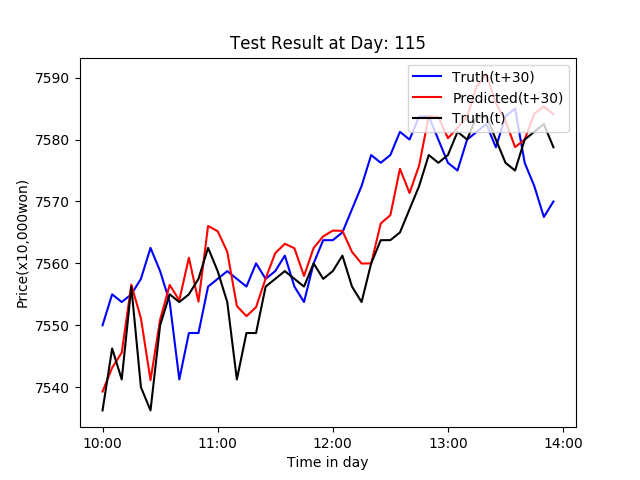 Test Result at Day: 115
Price(x10,000won)
7590
7580
7570
7560
7550
7540
Truth(t+30)
Predicted(t+30)
Truth(t)
10:00 11:00 12:00 13:00 14:00
Time in day